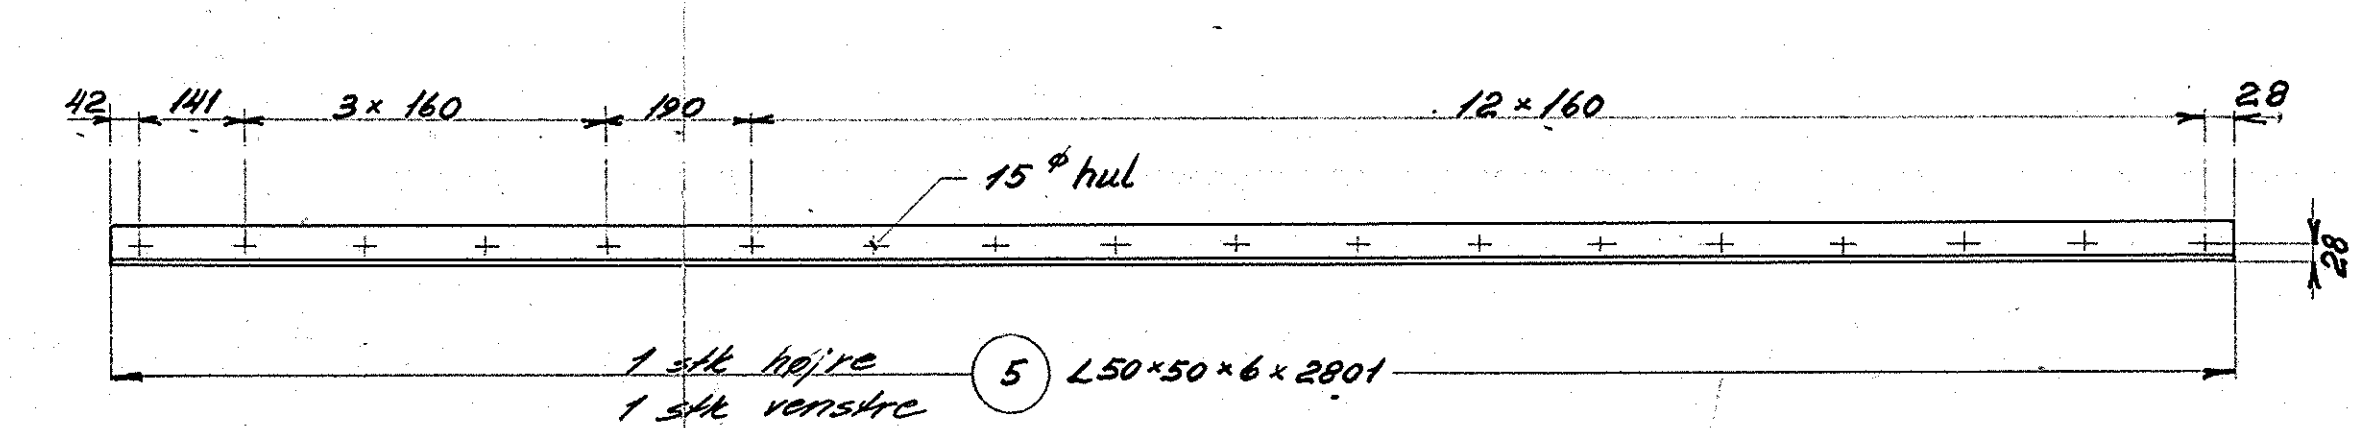 42 141 3 × 160 190 12 × 160 28
15 ϕ hul
28
1 stk højre 5 L50×50×6×2801
1 stk venstre